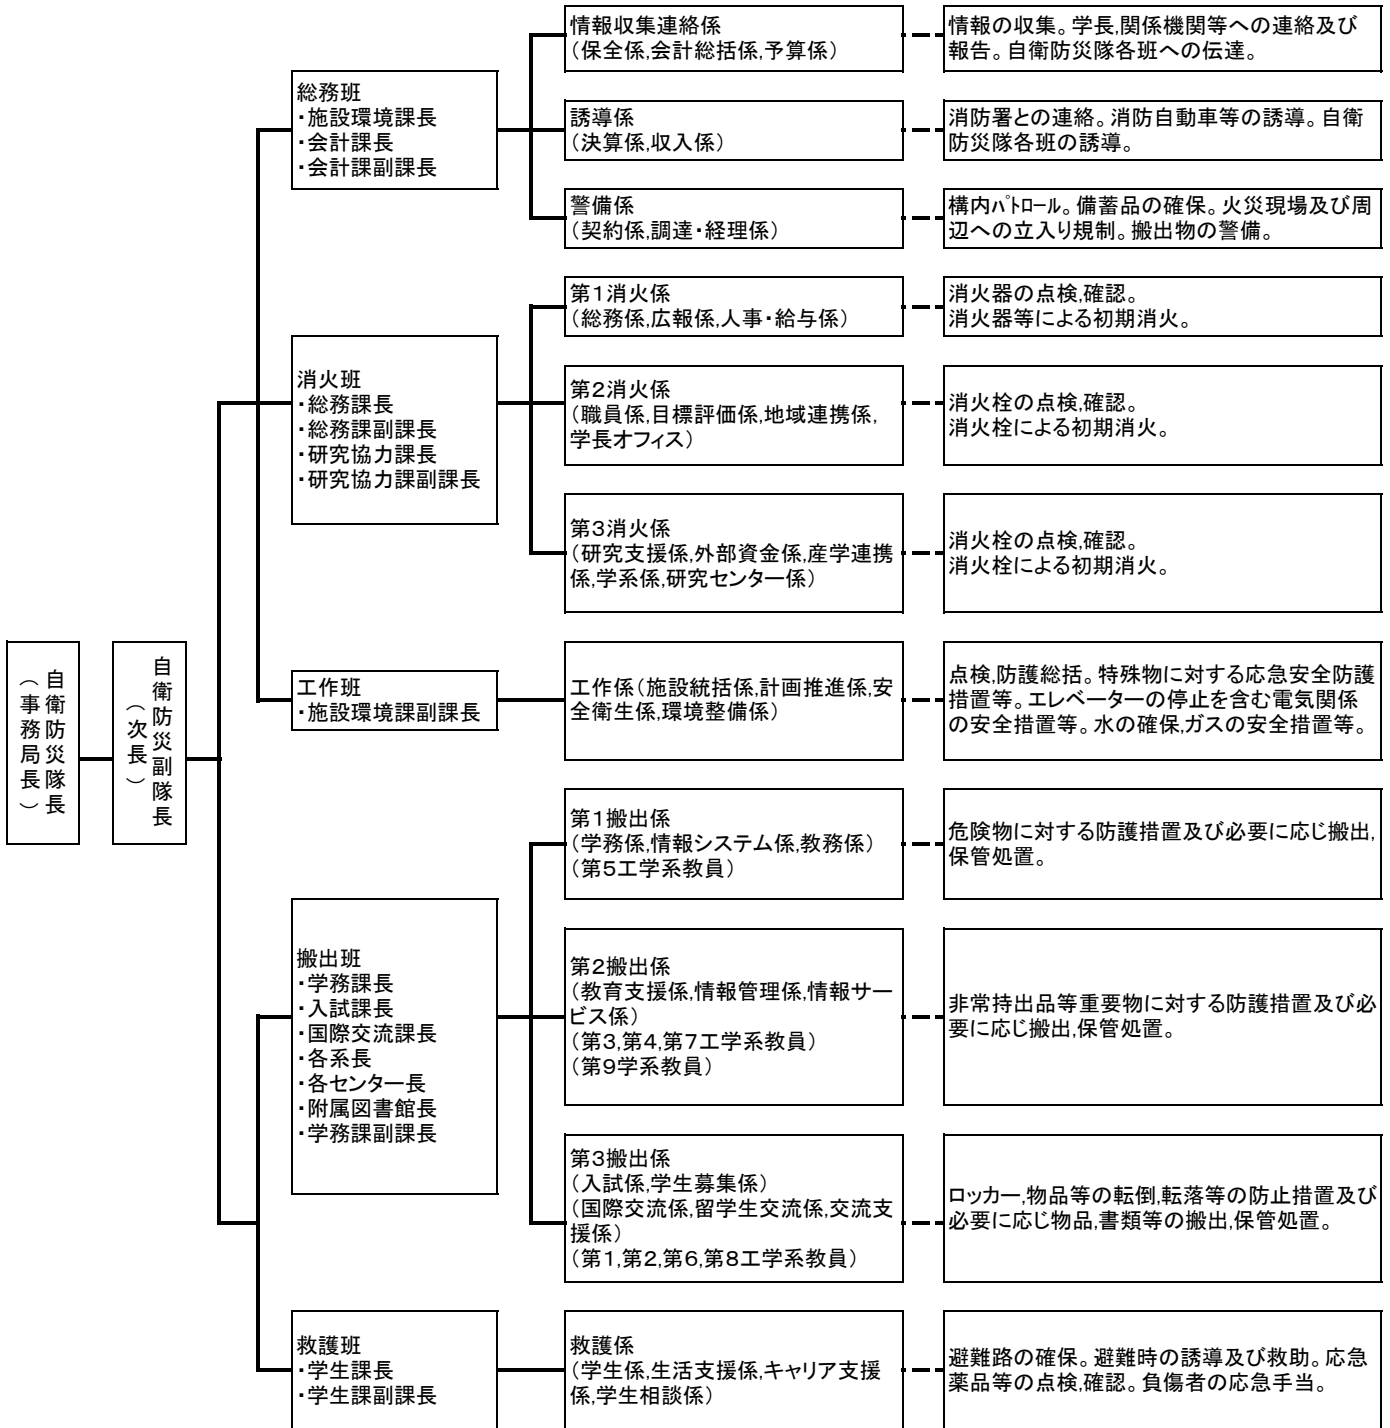 自衛防災隊長
（事務局長）
自衛防災副隊長
（次長）
総務班
・施設環境課長
・会計課長
・会計課副課長
情報収集連絡係
（保全係,会計総括係,予算係）
情報の収集。学長,関係機関等への連絡及び
報告。自衛防災隊各班への伝達。
誘導係
（決算係,収入係）
消防署との連絡。消防自動車等の誘導。自衛
防災隊各班の誘導。
警備係
（契約係,調達・経理係）
構内ﾊﾟﾄﾛｰﾙ。備蓄品の確保。火災現場及び周
辺への立入り規制。搬出物の警備。
消火班
・総務課長
・総務課副課長
・研究協力課長
・研究協力課副課長
第１消火係
（総務係,広報係,人事・給与係）
消火器の点検,確認。
消火器等による初期消火。
第２消火係
（職員係,目標評価係,地域連携係,
学長オフィス）
消火栓の点検,確認。
消火栓による初期消火。
第３消火係
（研究支援係,外部資金係,産学連携
係,学系係,研究センター係）
消火栓の点検,確認。
消火栓による初期消火。
工作班
・施設環境課副課長
工作係（施設統括係,計画推進係,安
全衛生係,環境整備係）
点検,防護総括。特殊物に対する応急安全防護
措置等。エレベーターの停止を含む電気関係
の安全措置等。水の確保,ガスの安全措置等。
搬出班
・学務課長
・入試課長
・国際交流課長
・各系長
・各センター長
・附属図書館長
・学務課副課長
第１搬出係
（学務係,情報システム係,教務係）
（第５工学系教員）
危険物に対する防護措置及び必要に応じ搬出,
保管処置。
第２搬出係
（教育支援係,情報管理係,情報サー
ビス係）
（第３,第４,第７工学系教員）
（第９学系教員）
非常持出品等重要物に対する防護措置及び必
要に応じ搬出,保管処置。
第３搬出係
（入試係,学生募集係）
（国際交流係,留学生交流係,交流支
援係）
（第１,第２,第６,第８工学系教員）
ロッカー,物品等の転倒,転落等の防止措置及び
必要に応じ物品,書類等の搬出,保管処置。
救護班
・学生課長
・学生課副課長
救護係
（学生係,生活支援係,キャリア支援
係,学生相談係）
避難路の確保。避難時の誘導及び救助。応急
薬品等の点検,確認。負傷者の応急手当。